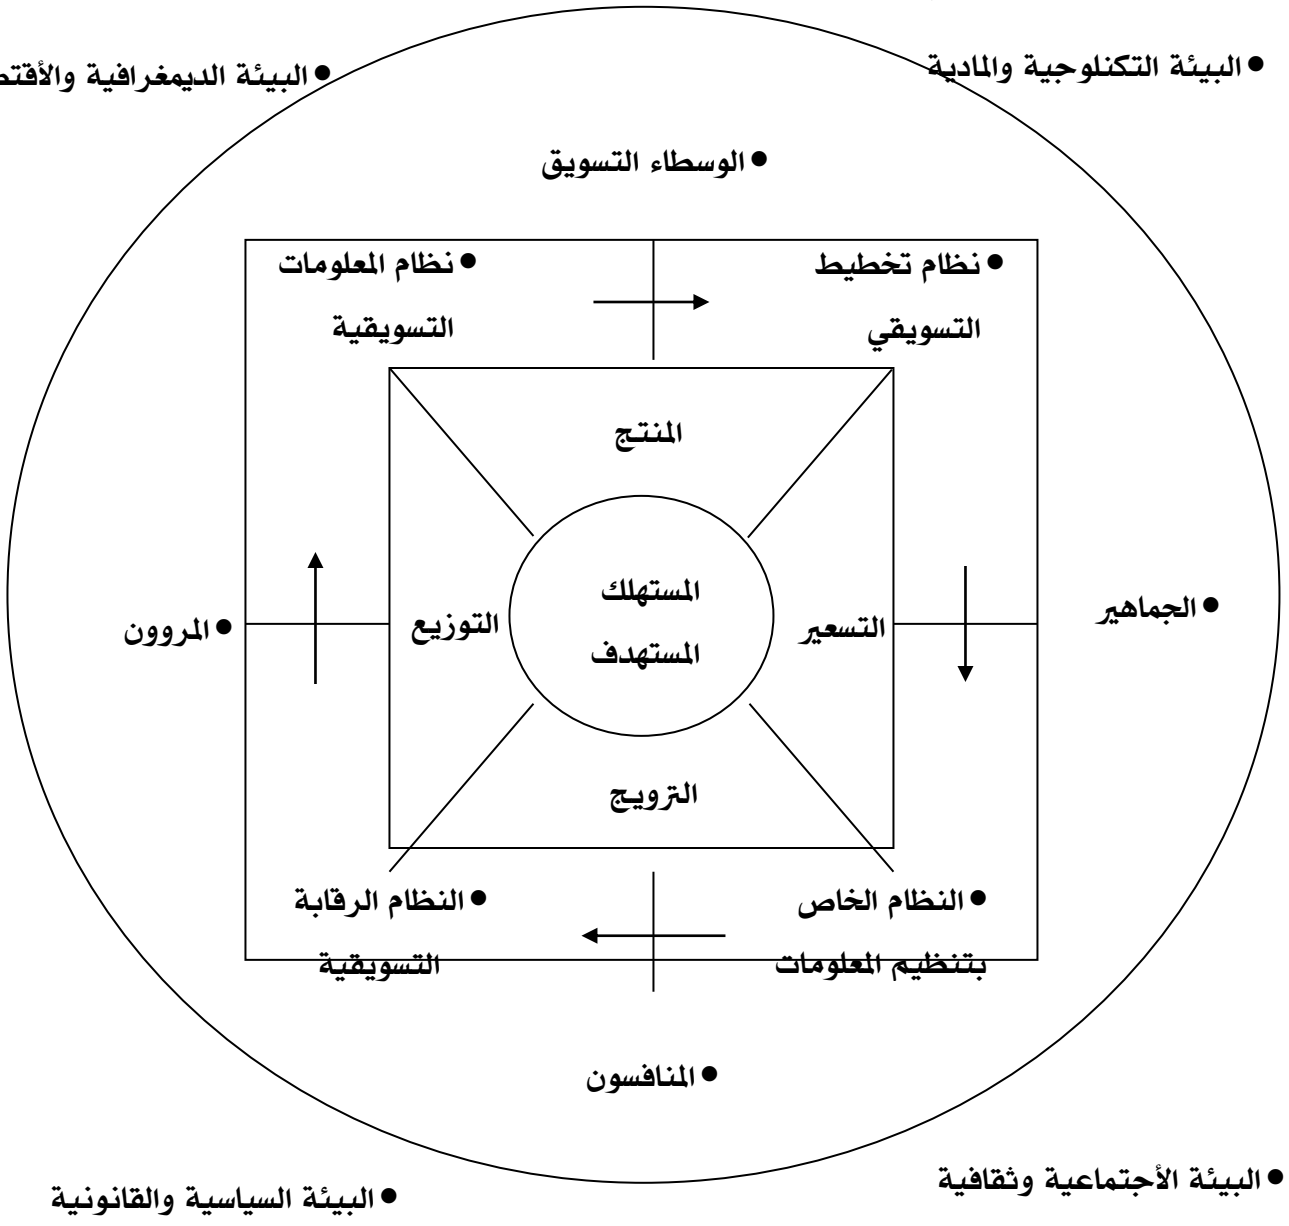 • البيئة التكنلوجية والمادية
• البيئة الديمغرافية
• الوسطاء التسويق
• نظام تخطيط
التسويقي
• نظام المعلومات
التسويقية
المنتج
• الجماهير
التسعير
المستهلك
المستهدف
التوزيع
• المروون
الترويج
• النظام الخاص
بتنظيم المعلومات
• النظام الرقابة
التسويقية
• المنافسون
• البيئة الأجتماعية وثقافية
• البيئة السياسية والقانونية